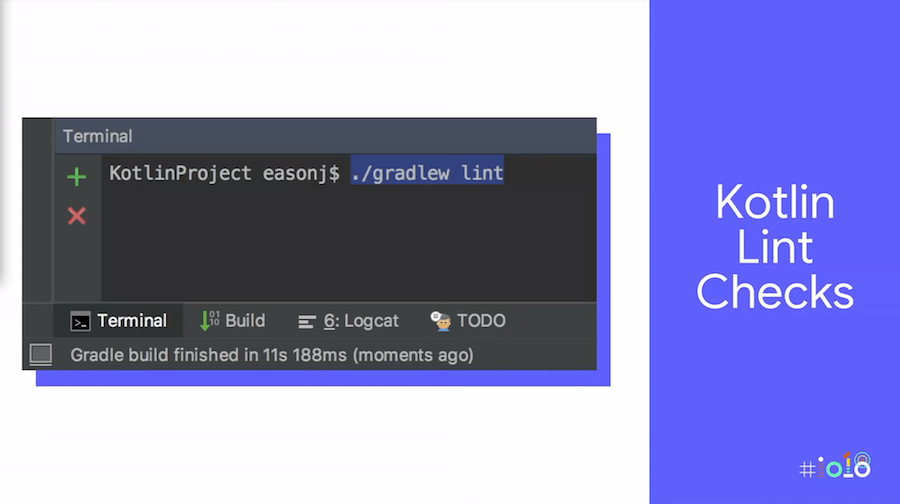 Terminal
KotlinProject easonj$ ./gradlew lint
Terminal
Build
6: Logcat
TODO
Gradle build finished in 11s 188ms (moments ago)
Kotlin
Lint
Checks
#io18